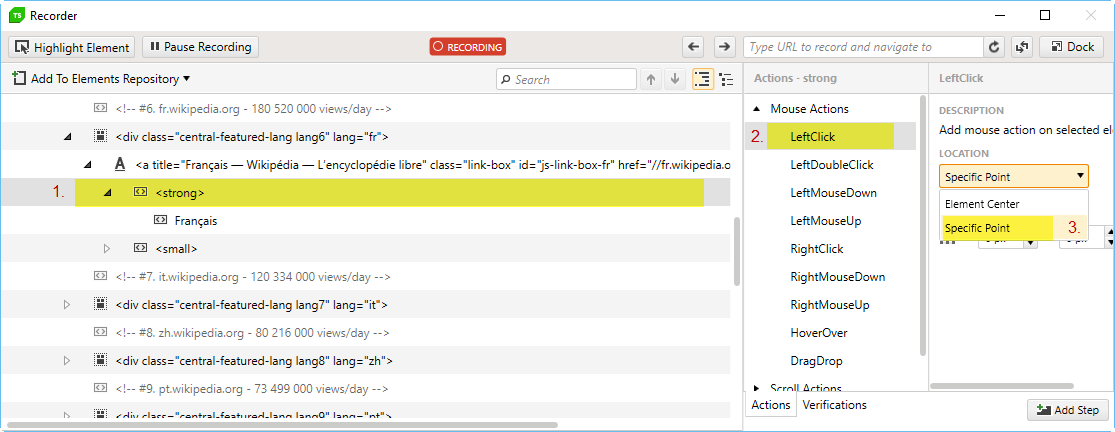 TS Recorder
Highlight Element
Pause Recording
RECORDING
Type URL to record and navigate to
Dock
Add To Elements Repository
Search
Actions - strong
LeftClick
<!-- #6. fr.wikipedia.org - 180 520 000 views/day -->
<div class="central-featured-lang lang6" lang="fr">
<a title="Français — Wikipédia — L'encyclopédie libre" class="link-box" id="js-link-box-fr" href="//fr.wikipedia.o
1.
<strong>
Français
<small>
<!-- #7. it.wikipedia.org - 120 334 000 views/day -->
<div class="central-featured-lang lang7" lang="it">
<!-- #8. zh.wikipedia.org - 80 216 000 views/day -->
<div class="central-featured-lang lang8" lang="zh">
<!-- #9. pt.wikipedia.org - 73 499 000 views/day -->
<div class="central-featured-lang lang9" lang="pt">
Mouse Actions
2.
LeftClick
LeftDoubleClick
LeftMouseDown
LeftMouseUp
RightClick
RightMouseDown
RightMouseUp
HoverOver
DragDrop
Scroll Actions
Actions
Verifications
DESCRIPTION
Add mouse action on selected el
LOCATION
Specific Point
Element Center
Specific Point
3.
Add Step